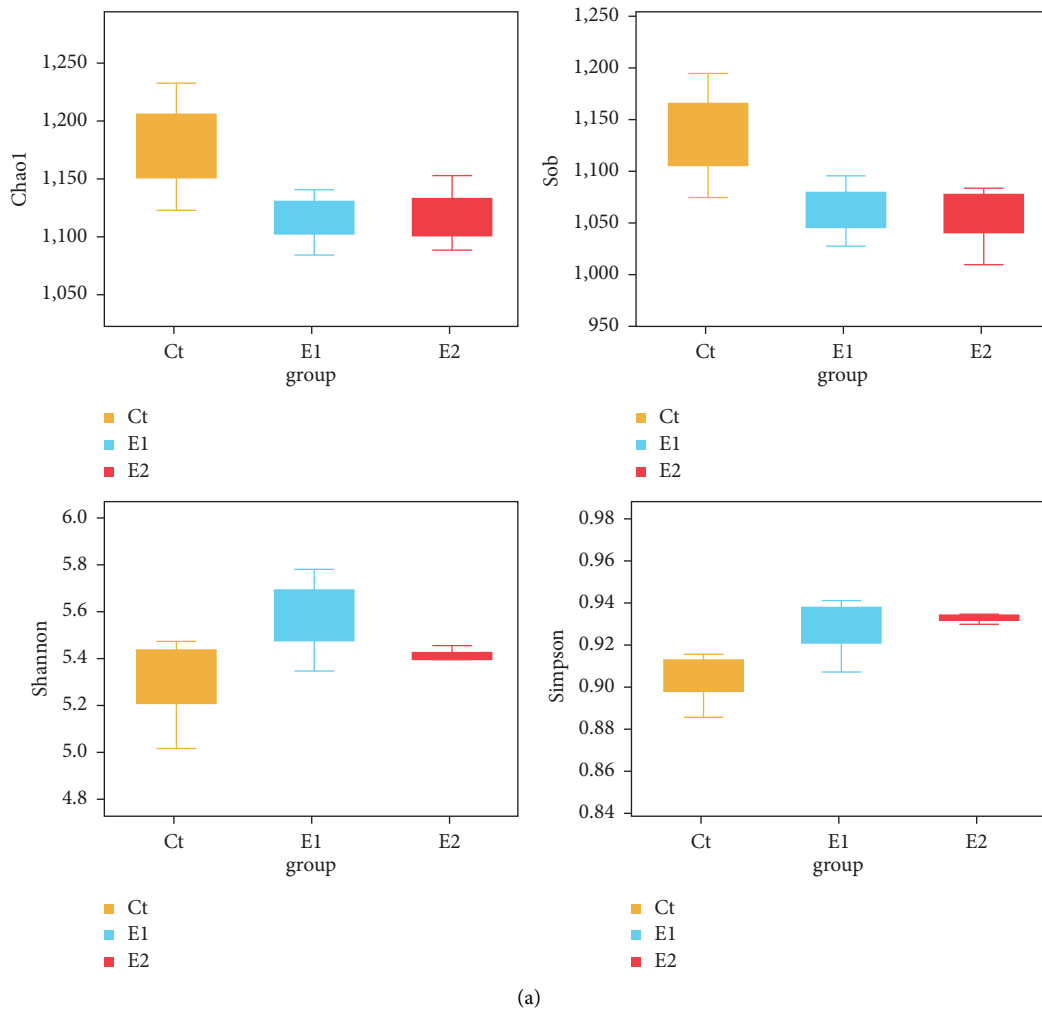 Chao1
1,250
1,200
1,150
1,100
1,050
Ct E1 E2
group
Ct
E1
E2
Sob
1,250
1,200
1,150
1,100
1,050
1,000
950
Ct E1 E2
group
Ct
E1
E2
Shannon
6.0
5.8
5.6
5.4
5.2
5.0
4.8
Ct E1 E2
group
Ct
E1
E2
Simpson
0.98
0.96
0.94
0.92
0.90
0.88
0.86
0.84
Ct E1 E2
group
Ct
E1
E2
(a)